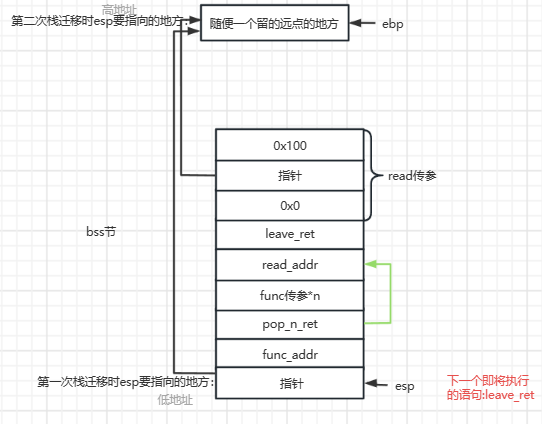 高地址
第二次栈迁移时esp要指向的地方:
随便一个留的远点的地方
ebp
0x100
指针
read传参
0x0
bss节
leave_ret
read_addr
func传参*n
pop_n_ret
func_addr
第一次栈迁移时esp要指向的地方:
指针
esp
下一个即将执行
的语句:leave_ret
低地址